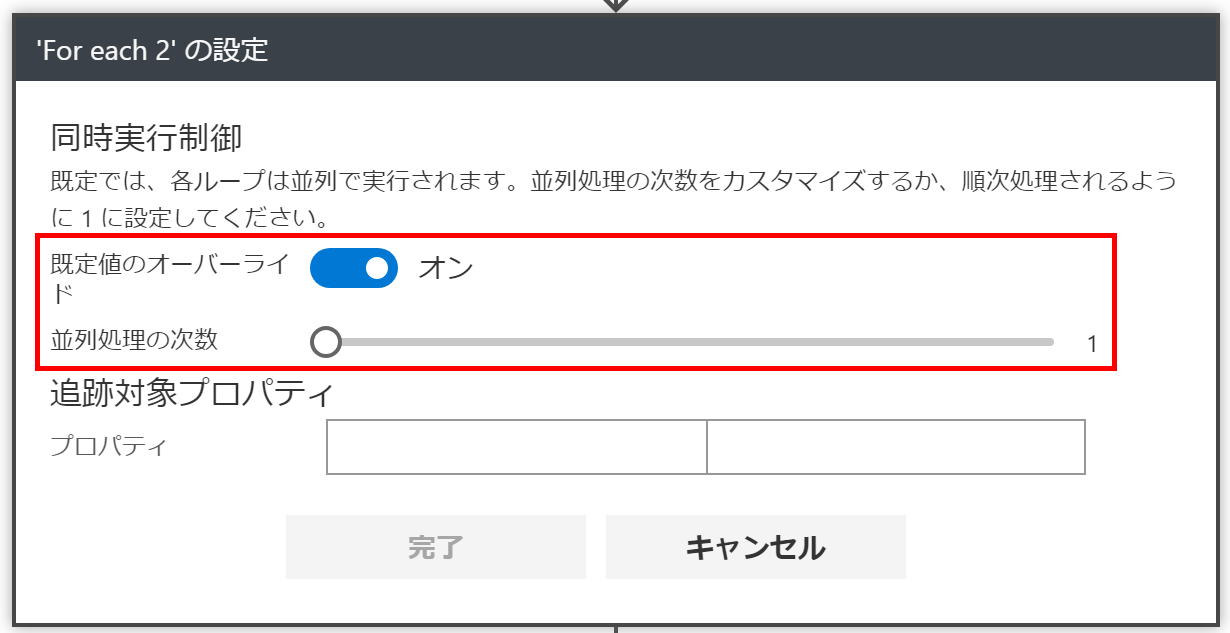 'For each 2' の設定
同時実行制御
既定では、各ループは並列で実行されます。並列処理の次数をカスタマイズするか、順次処理されるよう
に 1 に設定してください。
既定値のオーバーライ
ド
オン
並列処理の次数
1
追跡対象プロパティ
プロパティ
完了
キャンセル